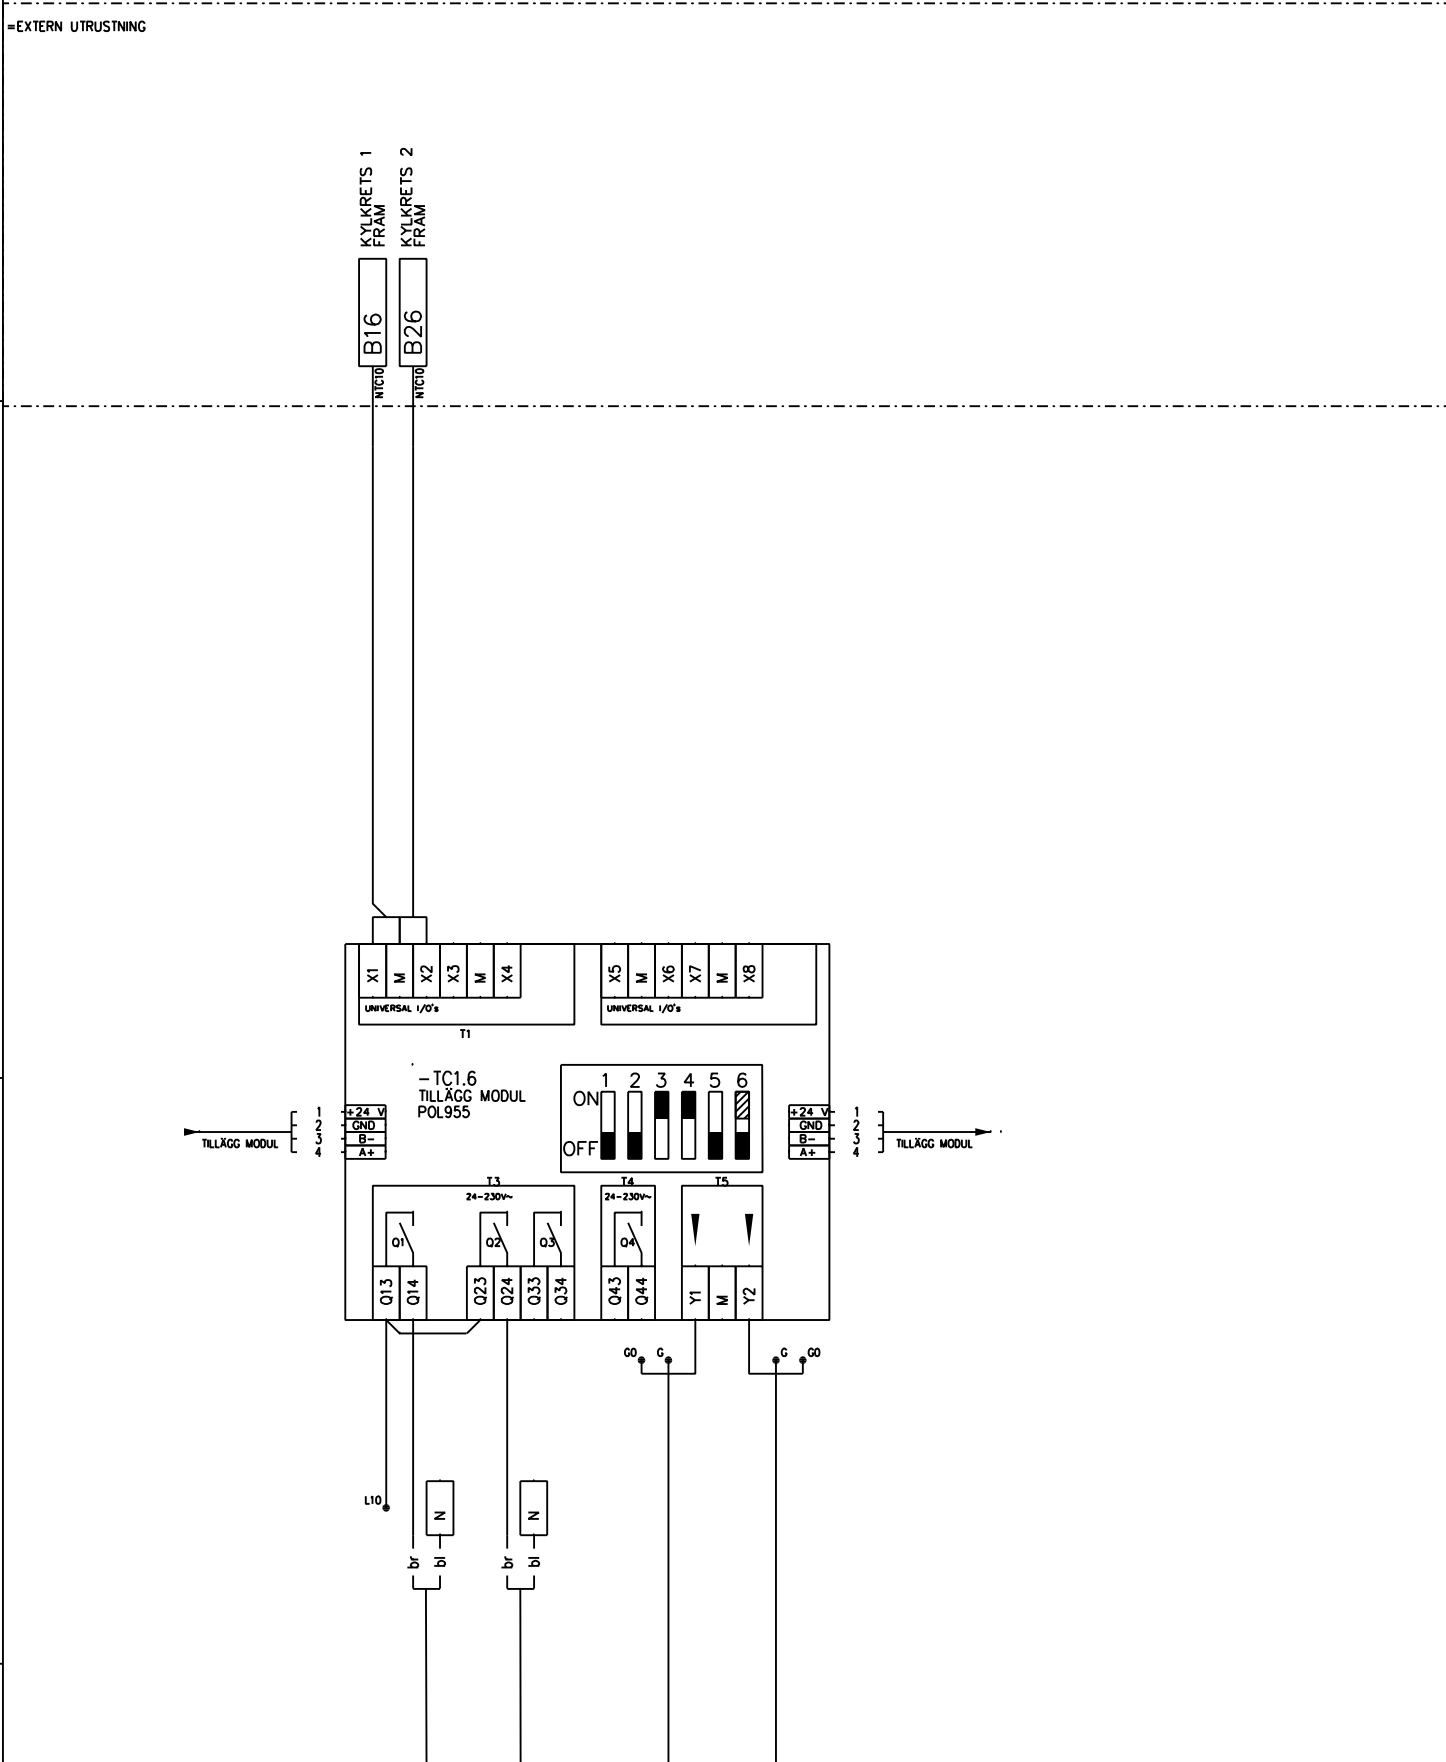 =EXTERN UTRUSTNING
KYLKRETS 1
FRAM
KYLKRETS 2
FRAM
B16
B26
NTC10
NTC10
X1 M X2 X3 M X4
X5 M X6 X7 M X8
UNIVERSAL I/O's
UNIVERSAL I/O's
T1
-TC1.6
TILLÄGG MODUL
POL955
1 2 3 4 5 6
ON
OFF
1 +24 V
2 GND
3 B-
4 A+
TILLÄGG MODUL
+24 V 1
GND 2
B- 3
A+ 4
TILLÄGG MODUL
T3
24-230V~
T4
24-230V~
T5
Q1 Q2 Q3 Q4
Q13 Q14 Q23 Q24 Q33 Q34 Q43 Q44 Y1 M Y2
G0 G G G0
L10
N N
br bl br bl